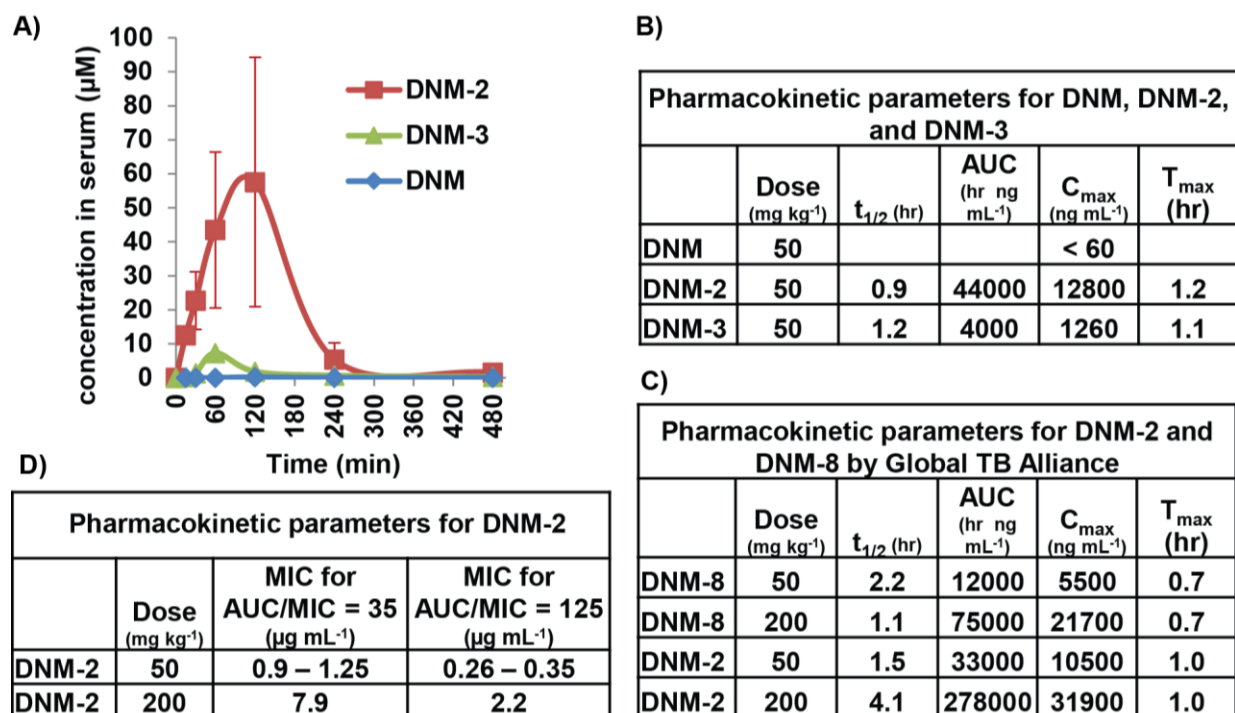 A)
100
90
80
70
60
50
40
30
20
10
0
concentration in serum (µM)
DNM-2
DNM-3
DNM
0 60 120 180 240 300 360 420 480
Time (min)
B)
Pharmacokinetic parameters for DNM, DNM-2,
and DNM-3
Dose (mg kg-1) t1/2 (hr) AUC (hr ng mL-1) Cmax (ng mL-1) Tmax (hr)
DNM 50 < 60
DNM-2 50 0.9 44000 12800 1.2
DNM-3 50 1.2 4000 1260 1.1
C)
Pharmacokinetic parameters for DNM-2 and
DNM-8 by Global TB Alliance
Dose (mg kg-1) t1/2 (hr) AUC (hr ng mL-1) Cmax (ng mL-1) Tmax (hr)
DNM-8 50 2.2 12000 5500 0.7
DNM-8 200 1.1 75000 21700 0.7
DNM-2 50 1.5 33000 10500 1.0
DNM-2 200 4.1 278000 31900 1.0
D)
Pharmacokinetic parameters for DNM-2
Dose (mg kg-1) MIC for AUC/MIC = 35 (µg mL-1) MIC for AUC/MIC = 125 (µg mL-1)
DNM-2 50 0.9 – 1.25 0.26 – 0.35
DNM-2 200 7.9 2.2